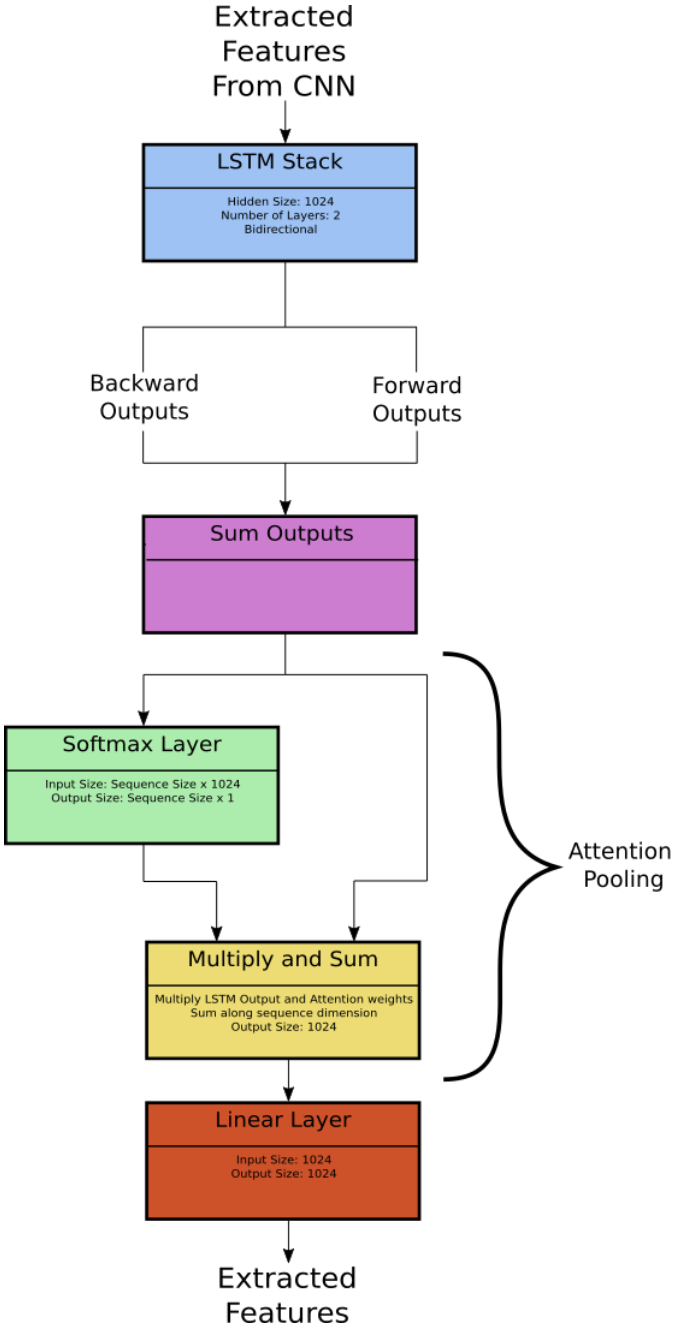 Extracted
Features
From CNN
LSTM Stack
Hidden Size: 1024
Number of Layers: 2
Bidirectional
Backward
Outputs
Forward
Outputs
Sum Outputs
Softmax Layer
Input Size: Sequence Size x 1024
Output Size: Sequence Size x 1
Attention
Pooling
Multiply and Sum
Multiply LSTM Output and Attention weights
Sum along sequence dimension
Output Size: 1024
Linear Layer
Input Size: 1024
Output Size: 1024
Extracted
Features